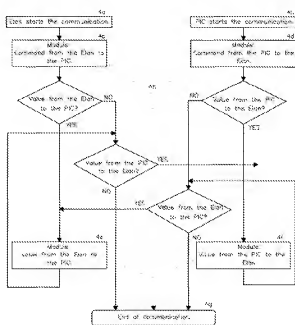 4a
Elan starts the communication.
4b
Module:
Command from the Elan to
the PIC.
Value from the Elan
to the PIC?
NO
YES
4c
PIC starts the communication.
4d
Module:
Command from the PIC to the
Elan.
Value from the PIC
to the Elan?
NO
YES
4h
Value from the PIC
to the Elan?
YES
NO
Value from the Elan
to the PIC?
YES
NO
4e
Module:
Value from the Elan to
the PIC.
4f
Module:
Value from the PIC to the
Elan
4g
End of communication.